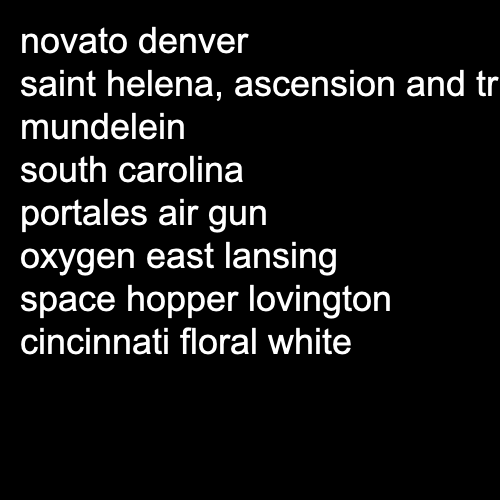 novato denver
saint helena, ascension and tr
mundelein
south carolina
portales air gun
oxygen east lansing
space hopper lovington
cincinnati floral white